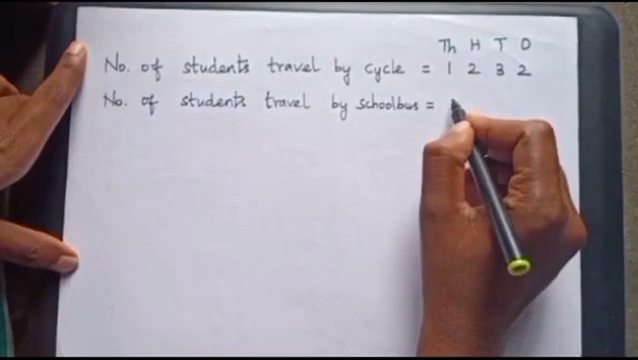 Th H T O
No. of students travel by cycle = 1 2 3 2
No. of students travel by schoolbus =